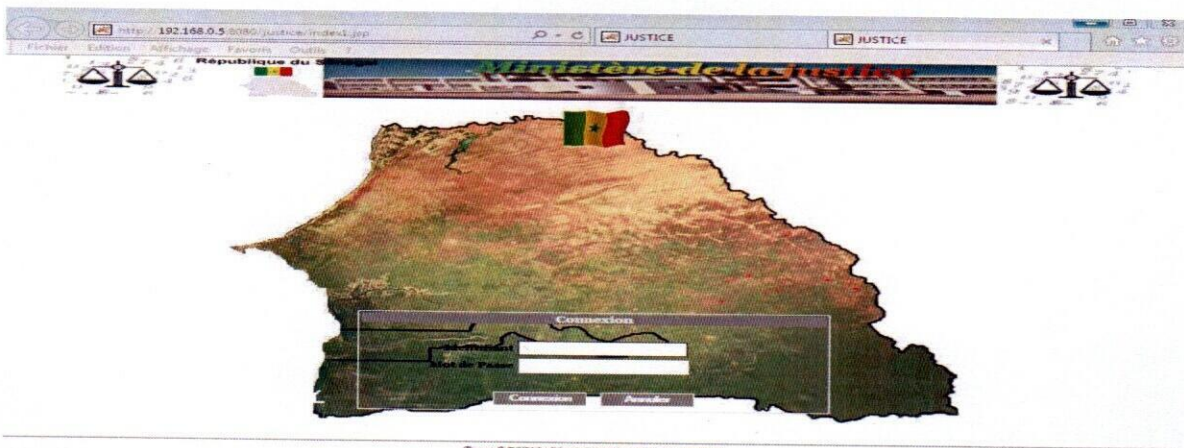 http://192.168.0.5:8080/justice/index1.jsp
JUSTICE
JUSTICE
Fichier Edition Affichage Favoris Outils ?
République du
Ministère de la justice
Connexion
Mot de Passe
Connexion Annuler